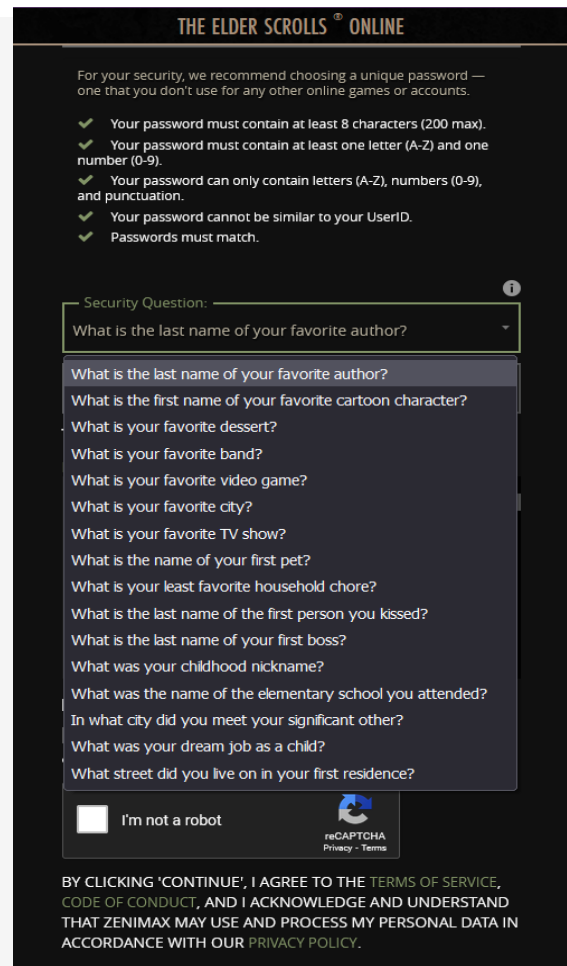 THE ELDER SCROLLS ® ONLINE
For your security, we recommend choosing a unique password —
one that you don't use for any other online games or accounts.
Your password must contain at least 8 characters (200 max).
Your password must contain at least one letter (A-Z) and one
number (0-9).
Your password can only contain letters (A-Z), numbers (0-9),
and punctuation.
Your password cannot be similar to your UserID.
Passwords must match.
Security Question:
What is the last name of your favorite author?
What is the last name of your favorite author?
What is the first name of your favorite cartoon character?
What is your favorite dessert?
What is your favorite band?
What is your favorite video game?
What is your favorite city?
What is your favorite TV show?
What is the name of your first pet?
What is your least favorite household chore?
What is the last name of the first person you kissed?
What is the last name of your first boss?
What was your childhood nickname?
What was the name of the elementary school you attended?
In what city did you meet your significant other?
What was your dream job as a child?
What street did you live on in your first residence?
I'm not a robot
reCAPTCHA
Privacy - Terms
BY CLICKING 'CONTINUE', I AGREE TO THE TERMS OF SERVICE,
CODE OF CONDUCT, AND I ACKNOWLEDGE AND UNDERSTAND
THAT ZENIMAX MAY USE AND PROCESS MY PERSONAL DATA IN
ACCORDANCE WITH OUR PRIVACY POLICY.